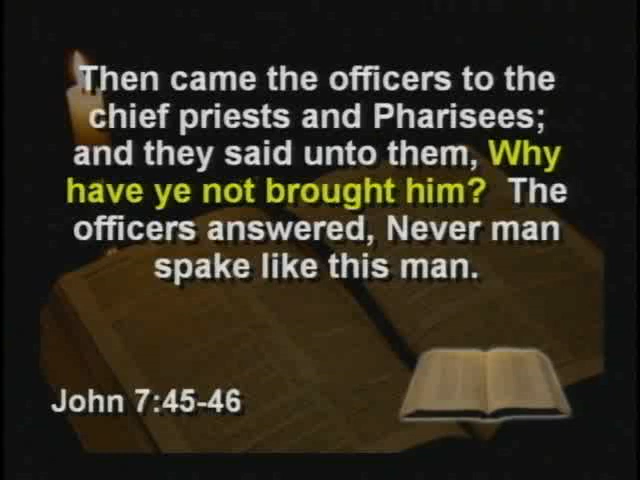 Then came the officers to the
chief priests and Pharisees;
and they said unto them, Why
have ye not brought him? The
officers answered, Never man
spake like this man.
John 7:45-46